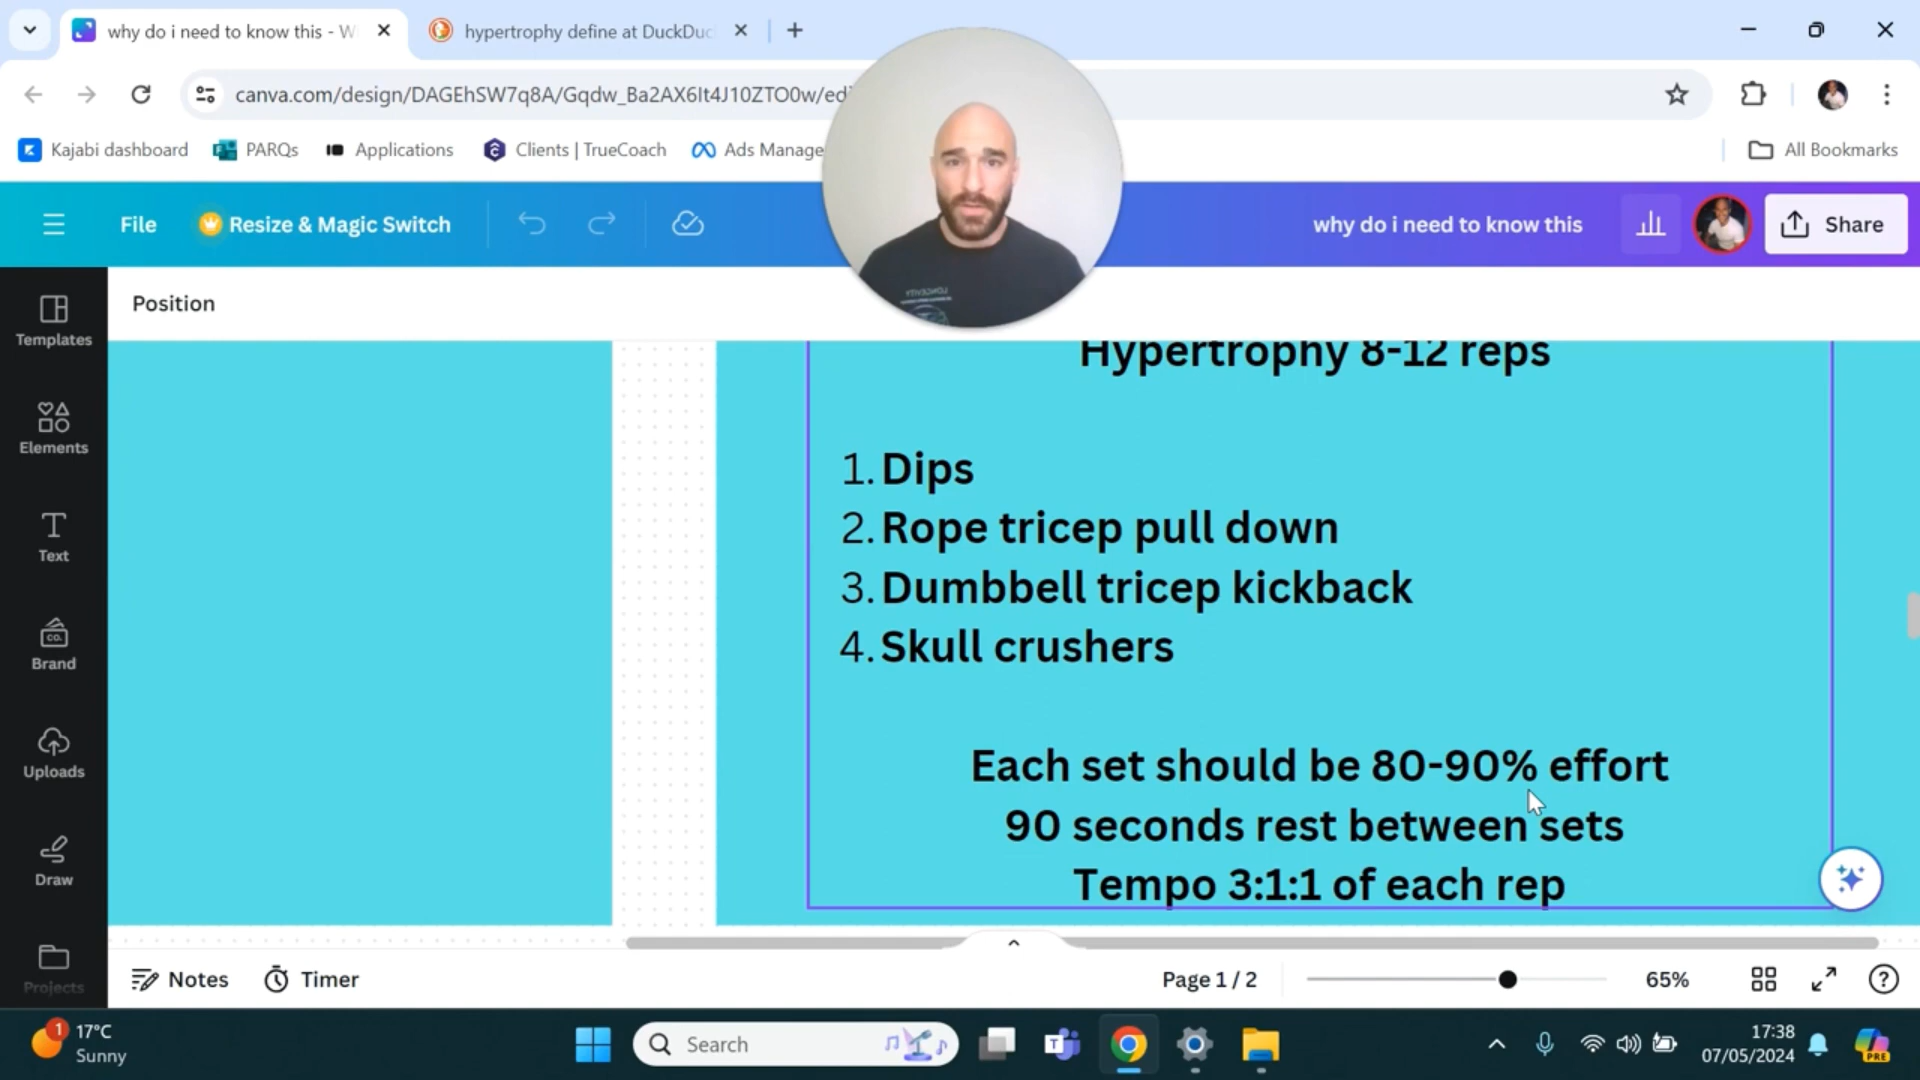 why do i need to know this - W
hypertrophy define at DuckDuc
canva.com/design/DAGEhSW7q8A/Gqdw_Ba2AX6It4J10ZTO0w/edi
Kajabi dashboard
PARQs
Applications
Clients | TrueCoach
Ads Manage
All Bookmarks
File
Resize & Magic Switch
why do i need to know this
Share
Position
Templates
Elements
Text
Brand
Uploads
Draw
Projects
Hypertrophy 8-12 reps
1. Dips
2. Rope tricep pull down
3. Dumbbell tricep kickback
4. Skull crushers
Each set should be 80-90% effort
90 seconds rest between sets
Tempo 3:1:1 of each rep
Notes
Timer
Page 1 / 2
65%
1
17°C
Sunny
Search
17:38
07/05/2024
PRE